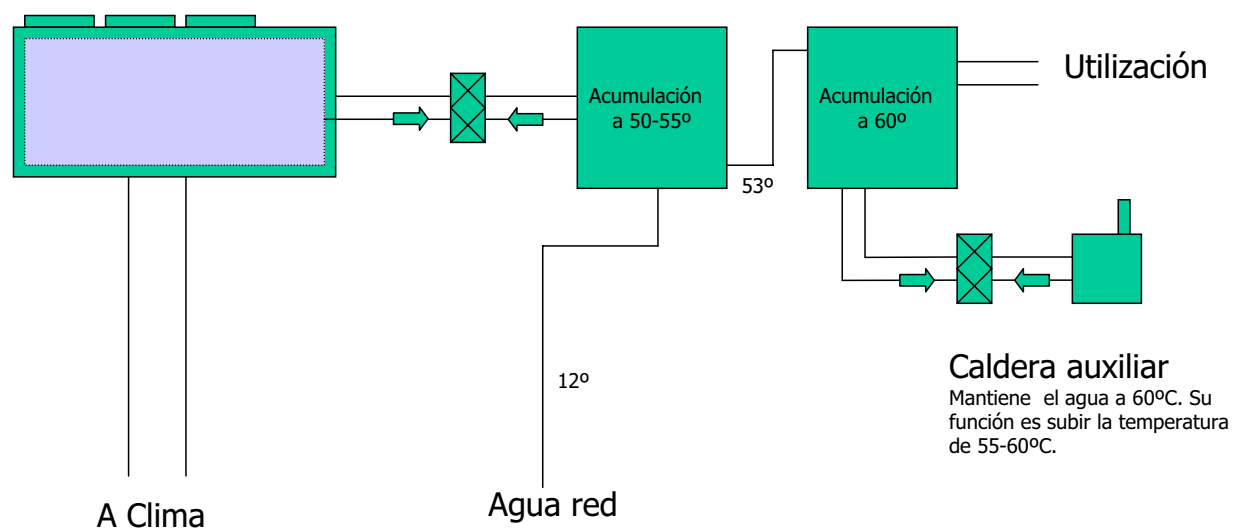 Utilización
Acumulación
a 50-55º
Acumulación
a 60º
53º
12º
Caldera auxiliar
Mantiene el agua a 60ºC. Su
función es subir la temperatura
de 55-60ºC.
A Clima
Agua red